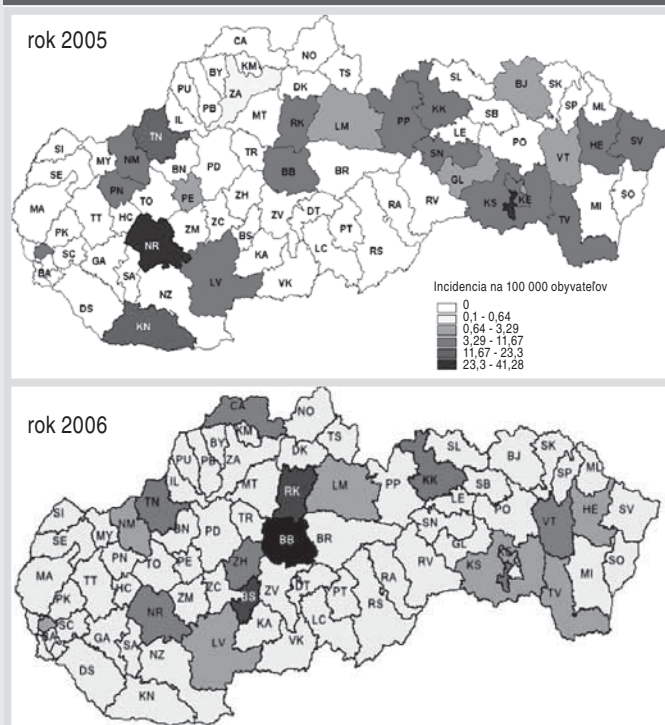 rok 2005
CA
NO
BY
KM
TS
SL
PU
ZA
DK
BJ
SK
PB
IL
MT
RK
LM
PP
KK
SP
ML
TN
LE
SB
PO
HE
SV
SI
MY
NM
BN
PD
TR
BB
BR
SN
VT
SE
PN
PE
GL
TO
ZH
RV
KS
KE
MI
SO
MA
TT
HC
ZM
ZC
ZV
DT
RA
TV
PK
NR
BS
KA
LC
PT
SC
GA
BA
SA
LV
VK
RS
DS
NZ
KN
Incidencia na 100 000 obyvateľov
0
0,1 - 0,64
0,64 - 3,29
3,29 - 11,67
11,67 - 23,3
23,3 - 41,28
rok 2006
CA
NO
BY
KM
TS
SL
PU
PB
ZA
DK
BJ
SK
IL
MT
RK
LM
PP
KK
SP
ML
TN
LE
SB
SI
NM
BN
TR
PO
VT
HE
SV
SE
MY
PD
BB
BR
SN
PN
TO
PE
ZH
GL
RV
KS
MI
SO
MA
TT
HC
ZM
ZC
BS
ZV
DT
PT
RA
TV
PK
SC
NR
KA
LC
RS
GA
SA
NZ
LV
VK
DS
KN